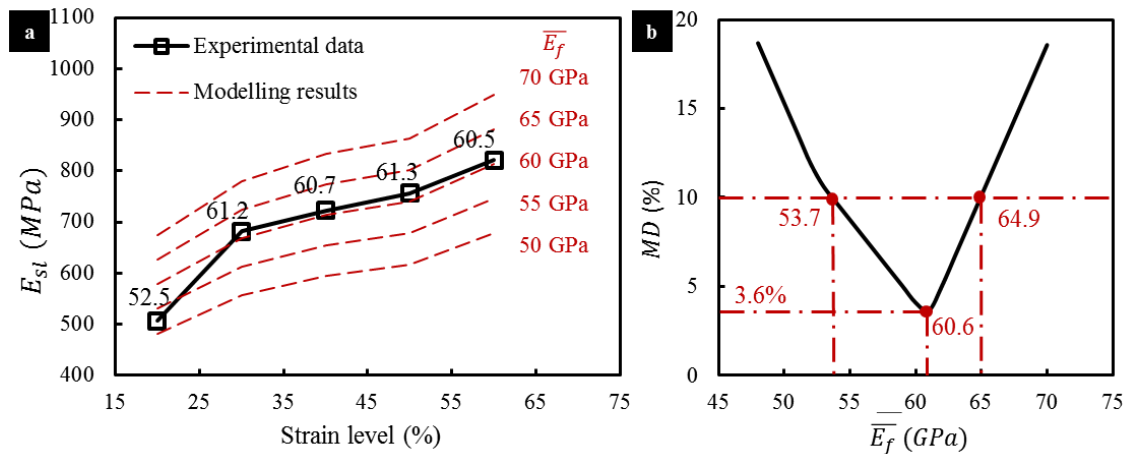 a
Experimental data
Modelling results
E_f
70 GPa
65 GPa
60 GPa
55 GPa
50 GPa
52.5
61.2
60.7
61.3
60.5
1100
1000
900
800
700
600
500
400
E_sl (MPa)
15 25 35 45 55 65 75
Strain level (%)
b
20
15
10
5
0
MD (%)
53.7
64.9
3.6%
60.6
45 50 55 60 65 70 75
E_f (GPa)